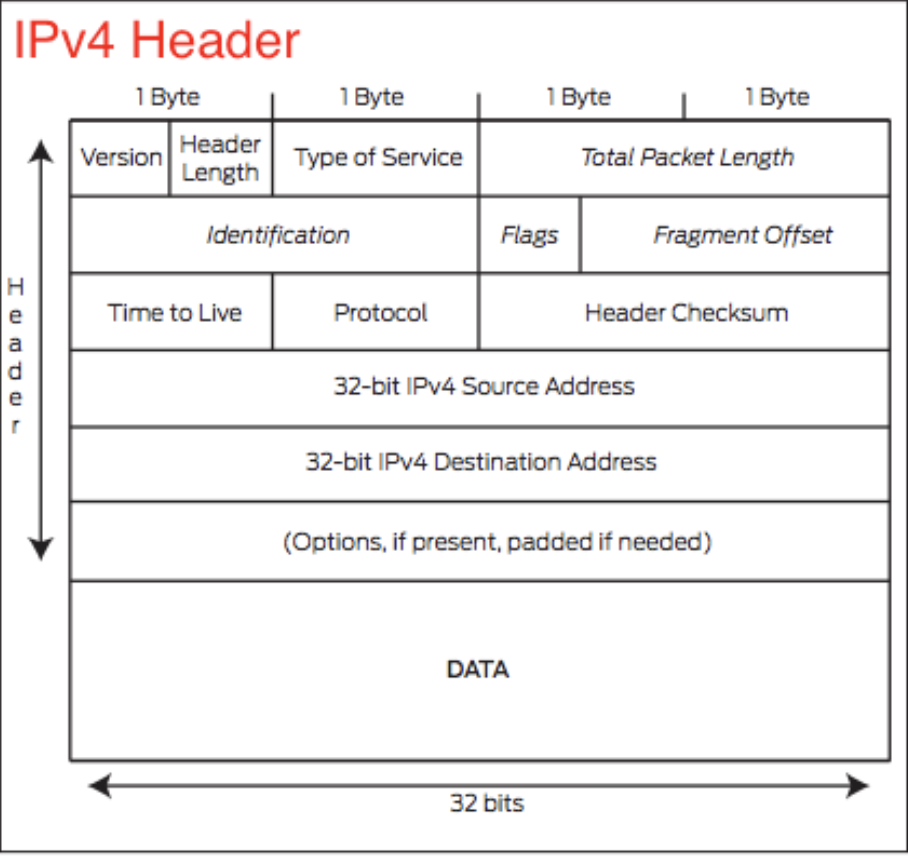 IPv4 Header
1 Byte 1 Byte 1 Byte 1 Byte
Version Header Length Type of Service Total Packet Length
Identification Flags Fragment Offset
Time to Live Protocol Header Checksum
Header
32-bit IPv4 Source Address
32-bit IPv4 Destination Address
(Options, if present, padded if needed)
DATA
32 bits